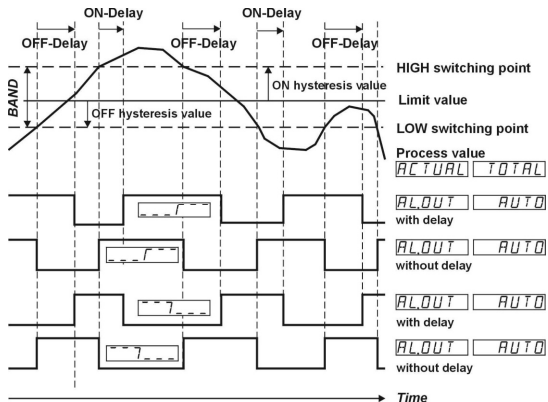 ON-Delay ON-Delay
OFF-Delay OFF-Delay OFF-Delay
HIGH switching point
BAND
ON hysteresis value
Limit value
OFF hysteresis value
LOW switching point
Process value
ACTUAL TOTAL
AL.OUT AUTO
with delay
AL.OUT AUTO
without delay
AL.OUT AUTO
with delay
AL.OUT AUTO
without delay
Time